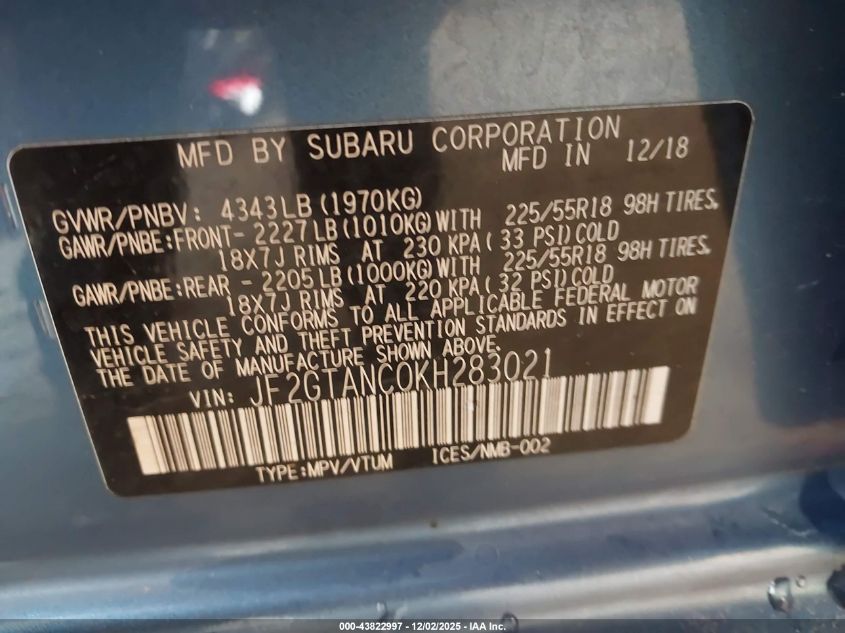 MFD BY SUBARU CORPORATION
MFD IN 12/18
GVWR/PNBV: 4343LB (1970KG)
GAWR/PNBE:FRONT- 2227LB(1010KG)WITH 225/55R18 98H TIRES.
18X7J RIMS AT 230 KPA( 33 PSI)COLD
GAWR/PNBE:REAR - 2205LB(1000KG)WITH 225/55R18 98H TIRES.
18X7J RIMS AT 220 KPA( 32 PSI)COLD
THIS VEHICLE CONFORMS TO ALL APPLICABLE FEDERAL MOTOR
VEHICLE SAFETY AND THEFT PREVENTION STANDARDS IN EFFECT ON
THE DATE OF MANUFACTURE SHOWN ABOVE.
VIN: JF2GTANC0KH283021
TYPE:MPV/VTUM ICES/NMB-002
000-43822997 - 12/02/2025 - IAA Inc.